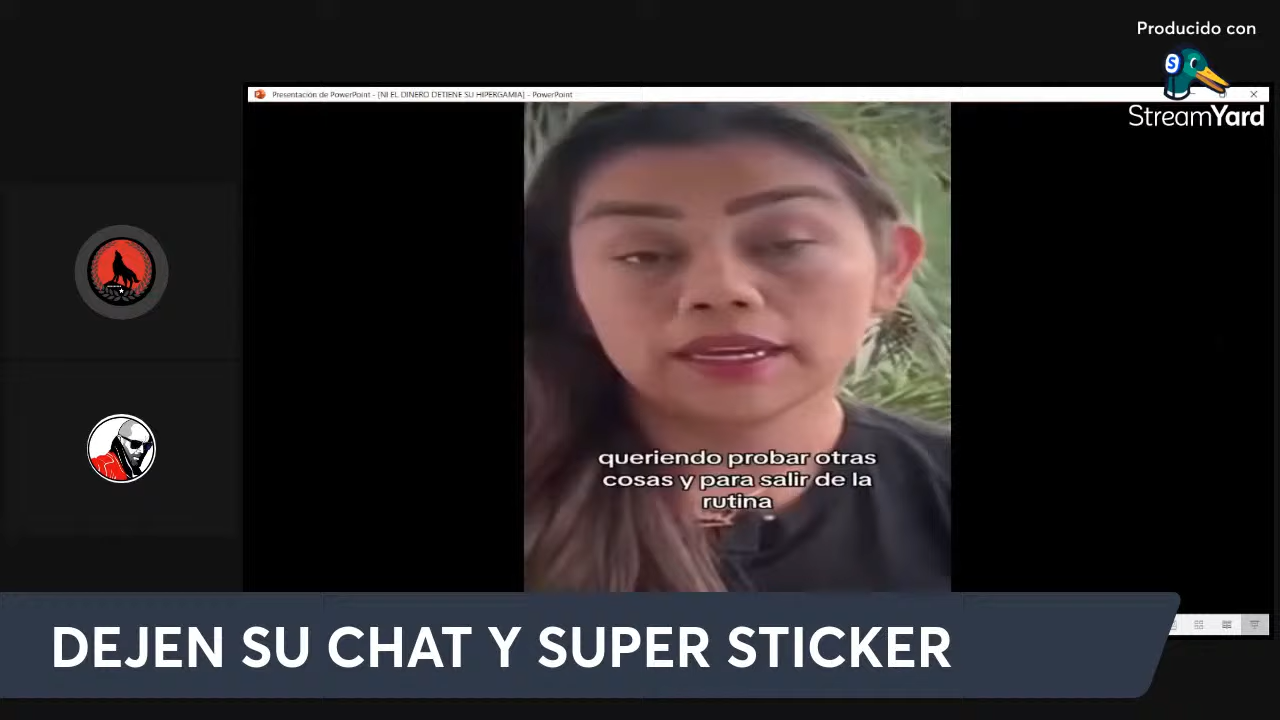 Producido con
StreamYard
Presentación de PowerPoint - [NI EL DINERO DETIENE SU HIPERGAMIA] - PowerPoint
queriendo probar otras
cosas y para salir de la
rutina
DEJEN SU CHAT Y SUPER STICKER